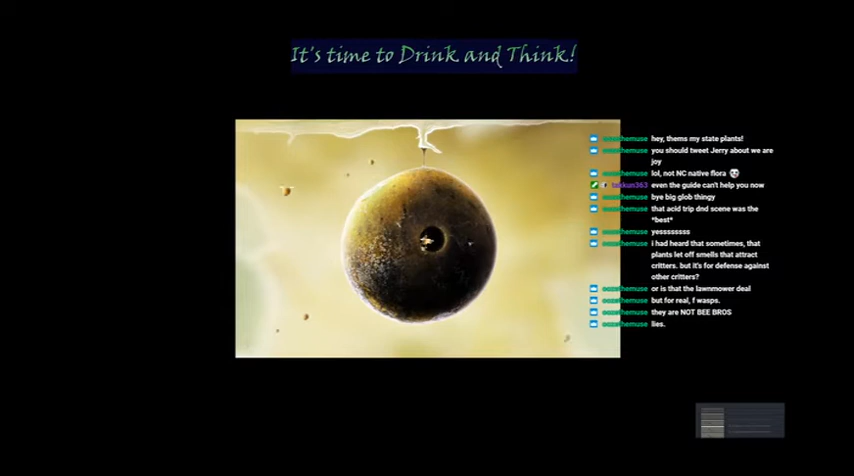 It's time to Drink and Think!
hey, thems my state plants!
you should tweet Jerry about we are
joy
lol, not NC native flora
even the guide can't help you now
bye big glob thingy
that acid trip dnd scene was the
*best*
yessssssss
i had heard that sometimes, that
plants let off smells that attract
critters. but it's for defense against
other critters?
or is that the lawnmower deal
but for real, f wasps.
they are NOT BEE BROS
lies.